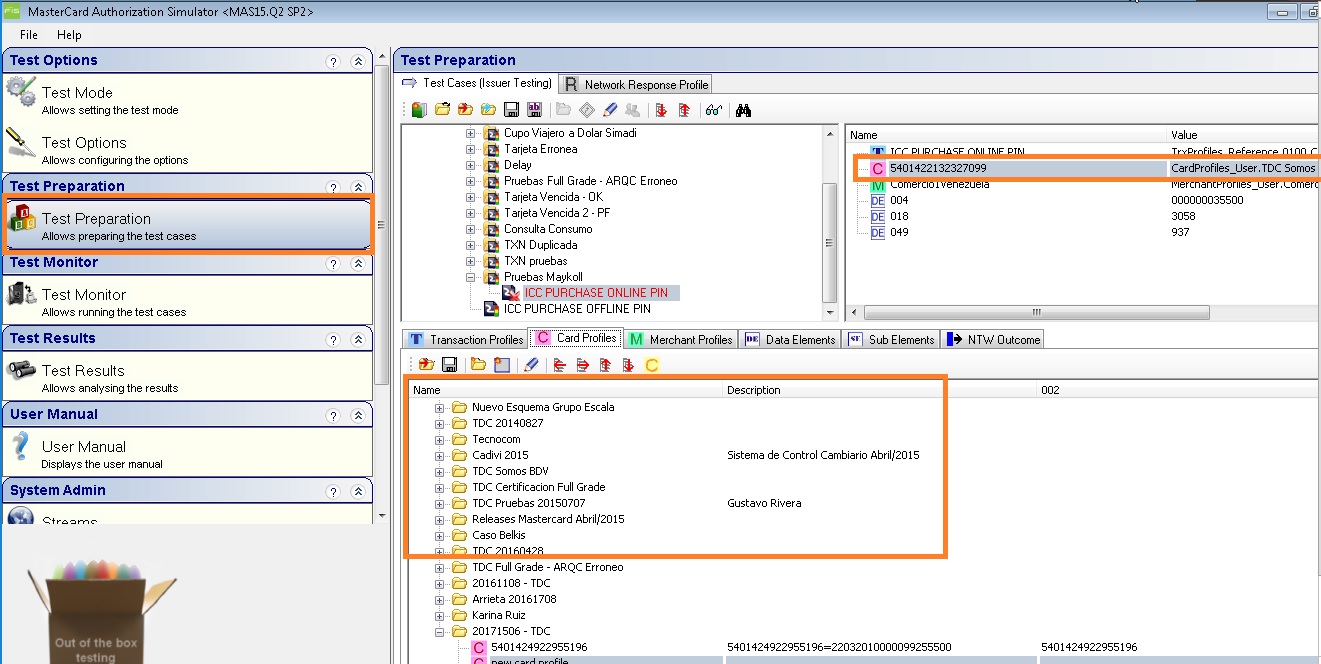 FIS MasterCard Authorization Simulator <MAS15.Q2 SP2>
File Help
Test Options ?
Test Mode
Allows setting the test mode
Test Options
Allows configuring the options
Test Preparation ?
Test Preparation
Allows preparing the test cases
Test Monitor ?
Test Monitor
Allows running the test cases
Test Results ?
Test Results
Allows analysing the results
User Manual ?
User Manual
Displays the user manual
System Admin ?
Streams
Out of the box
testing
Test Preparation
Test Cases (Issuer Testing) R Network Response Profile
Cupo Viajero a Dolar Simadi
Tarjeta Erronea
Delay
Pruebas Full Grade - ARQC Erroneo
Tarjeta Vencida - OK
Tarjeta Vencida 2 - PF
Consulta Consumo
TXN Duplicada
TXN pruebas
Pruebas Maykoll
ICC PURCHASE ONLINE PIN
ICC PURCHASE OFFLINE PIN
Name Value
T ICC PURCHASE ONLINE PIN TrxProfiles_Reference.0100.C
C 5401422132327099 CardProfiles_User.TDC Somos
M Comercio1Venezuela MerchantProfiles_User.Comerc
DE 004 000000035500
DE 018 3058
DE 049 937
T Transaction Profiles C Card Profiles M Merchant Profiles DE Data Elements SF Sub Elements NTW Outcome
Name Description 002
Nuevo Esquema Grupo Escala
TDC 20140827
Tecnocom
Cadivi 2015 Sistema de Control Cambiario Abril/2015
TDC Somos BDV
TDC Certificacion Full Grade
TDC Pruebas 20150707 Gustavo Rivera
Releases Mastercard Abril/2015
Caso Belkis
TDC 20160428
TDC Full Grade - ARQC Erroneo
20161108 - TDC
Arrieta 20161708
Karina Ruiz
20171506 - TDC
C 5401424922955196 5401424922955196=22032010000099255500 5401424922955196
C new card profile